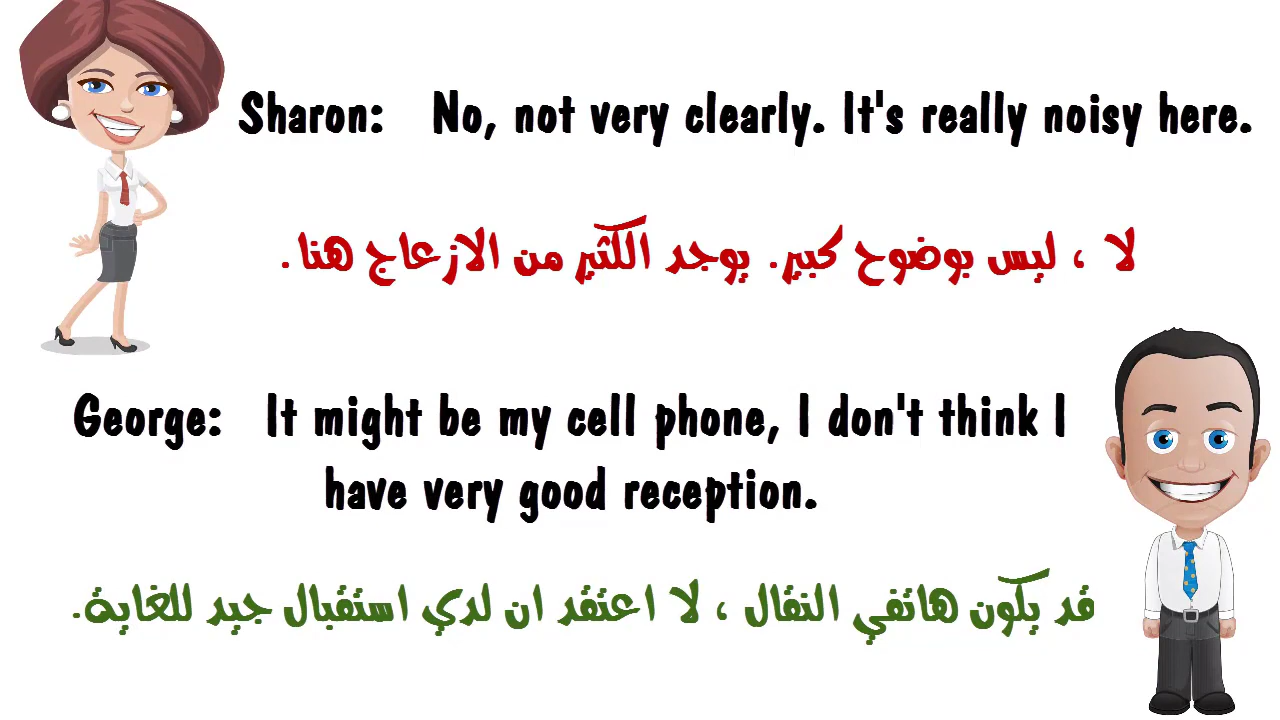 Sharon: No, not very clearly. It's really noisy here.
لا ، ليس بوضوح كبير. يوجد الكثير من الازعاج هنا.
George: It might be my cell phone, I don't think I
have very good reception.
قد يكون هاتفي النقال ، لا اعتقد ان لدي استقبال جيد للغاية.